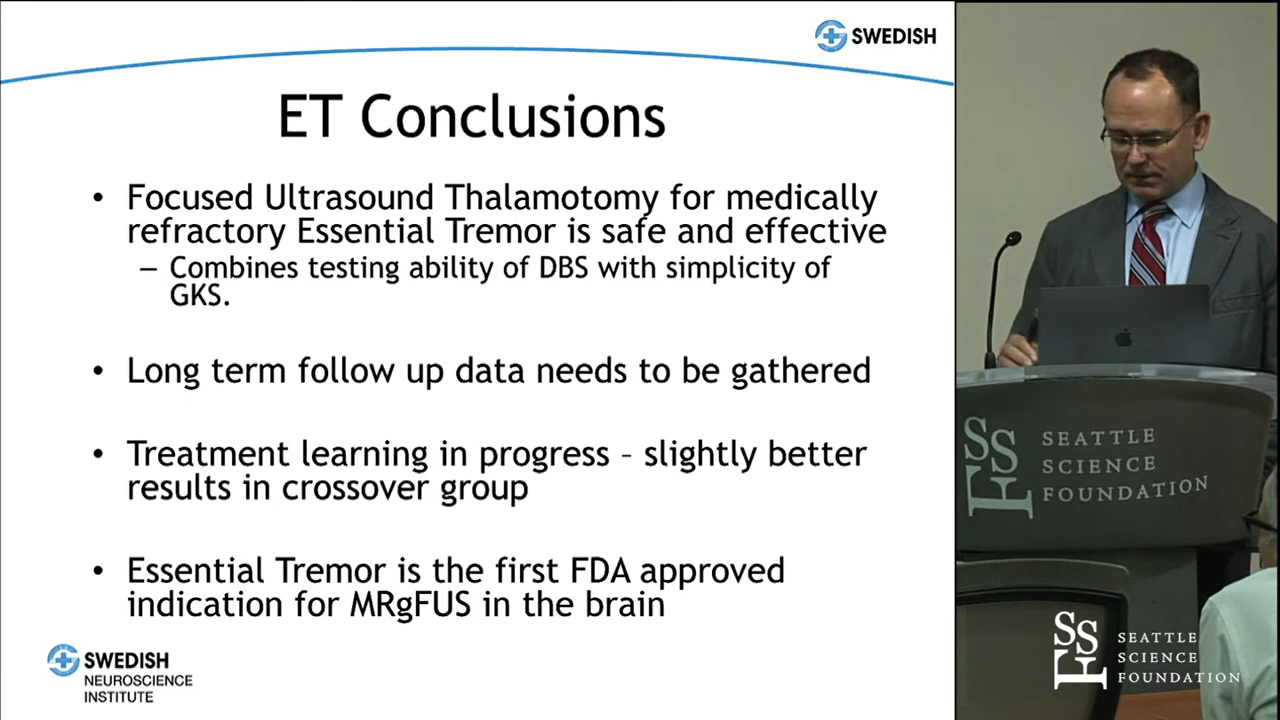 SWEDISH
ET Conclusions
• Focused Ultrasound Thalamotomy for medically
refractory Essential Tremor is safe and effective
– Combines testing ability of DBS with simplicity of
GKS.
• Long term follow up data needs to be gathered
• Treatment learning in progress – slightly better
results in crossover group
• Essential Tremor is the first FDA approved
indication for MRgFUS in the brain
SWEDISH
NEUROSCIENCE
INSTITUTE
SSF
SEATTLE
SCIENCE
FOUNDATION
SSF
SEATTLE
SCIENCE
FOUNDATION